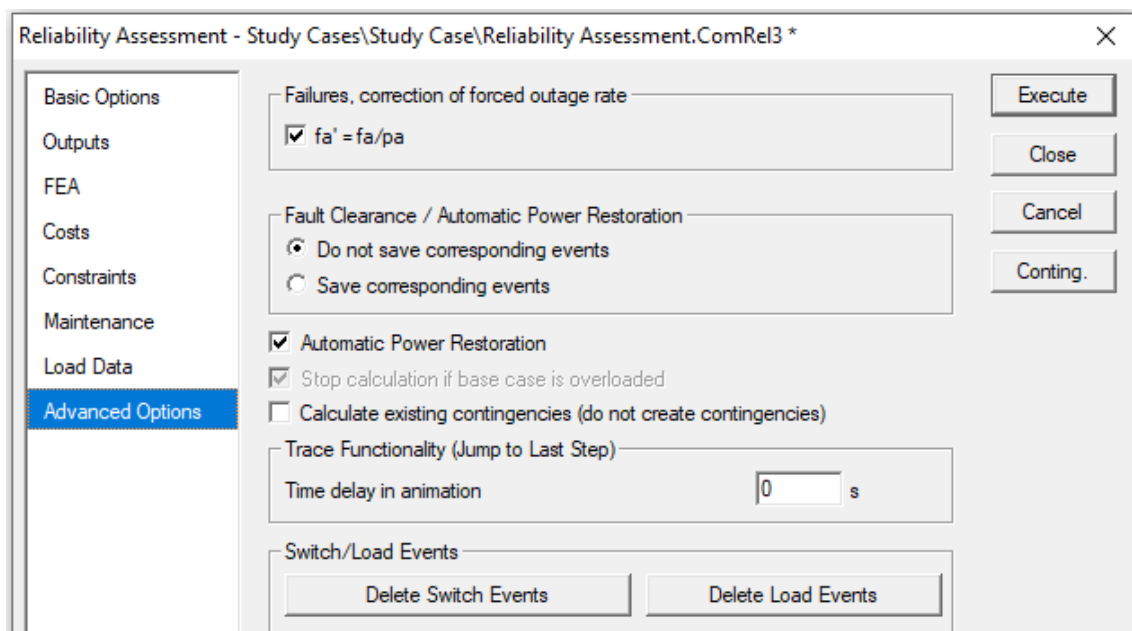 Reliability Assessment - Study Cases\Study Case\Reliability Assessment.ComRel3 *
Basic Options
Outputs
FEA
Costs
Constraints
Maintenance
Load Data
Advanced Options
Failures, correction of forced outage rate
fa' = fa/pa
Fault Clearance / Automatic Power Restoration
Do not save corresponding events
Save corresponding events
Automatic Power Restoration
Stop calculation if base case is overloaded
Calculate existing contingencies (do not create contingencies)
Trace Functionality (Jump to Last Step)
Time delay in animation 0 s
Switch/Load Events
Delete Switch Events Delete Load Events
Execute
Close
Cancel
Conting.